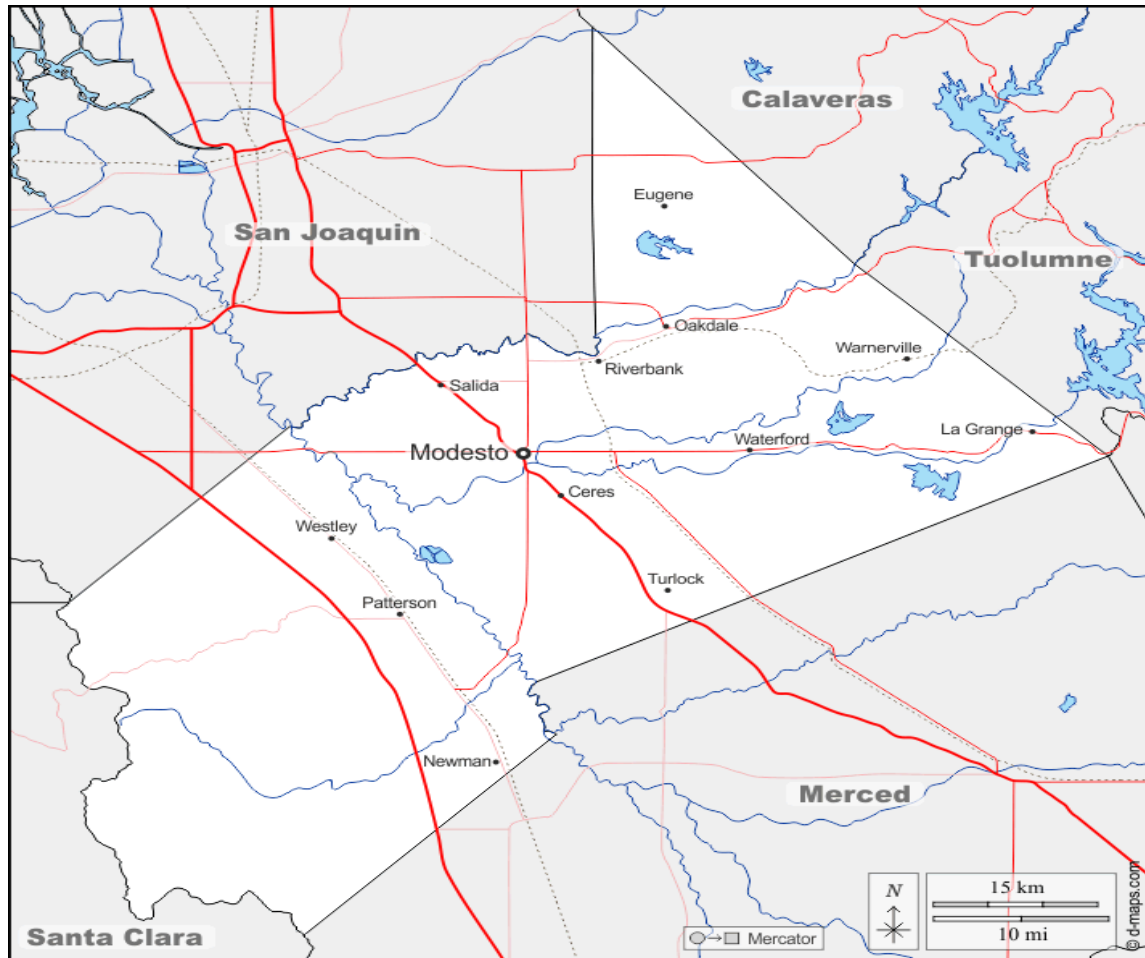 Calaveras
Eugene
San Joaquin
Tuolumne
Oakdale
Warnerville
Riverbank
Salida
La Grange
Waterford
Modesto
Ceres
Westley
Turlock
Patterson
Newman
Merced
Santa Clara
N
15 km
10 mi
Mercator
© d-maps.com